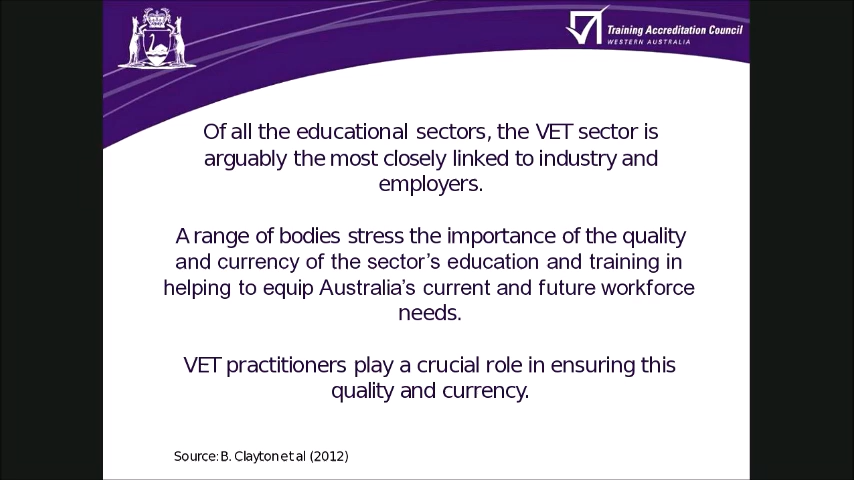 Training Accreditation Council
WESTERN AUSTRALIA
Of all the educational sectors, the VET sector is
arguably the most closely linked to industry and
employers.
A range of bodies stress the importance of the quality
and currency of the sector's education and training in
helping to equip Australia's current and future workforce
needs.
VET practitioners play a crucial role in ensuring this
quality and currency.
Source: B. Clayton et al (2012)